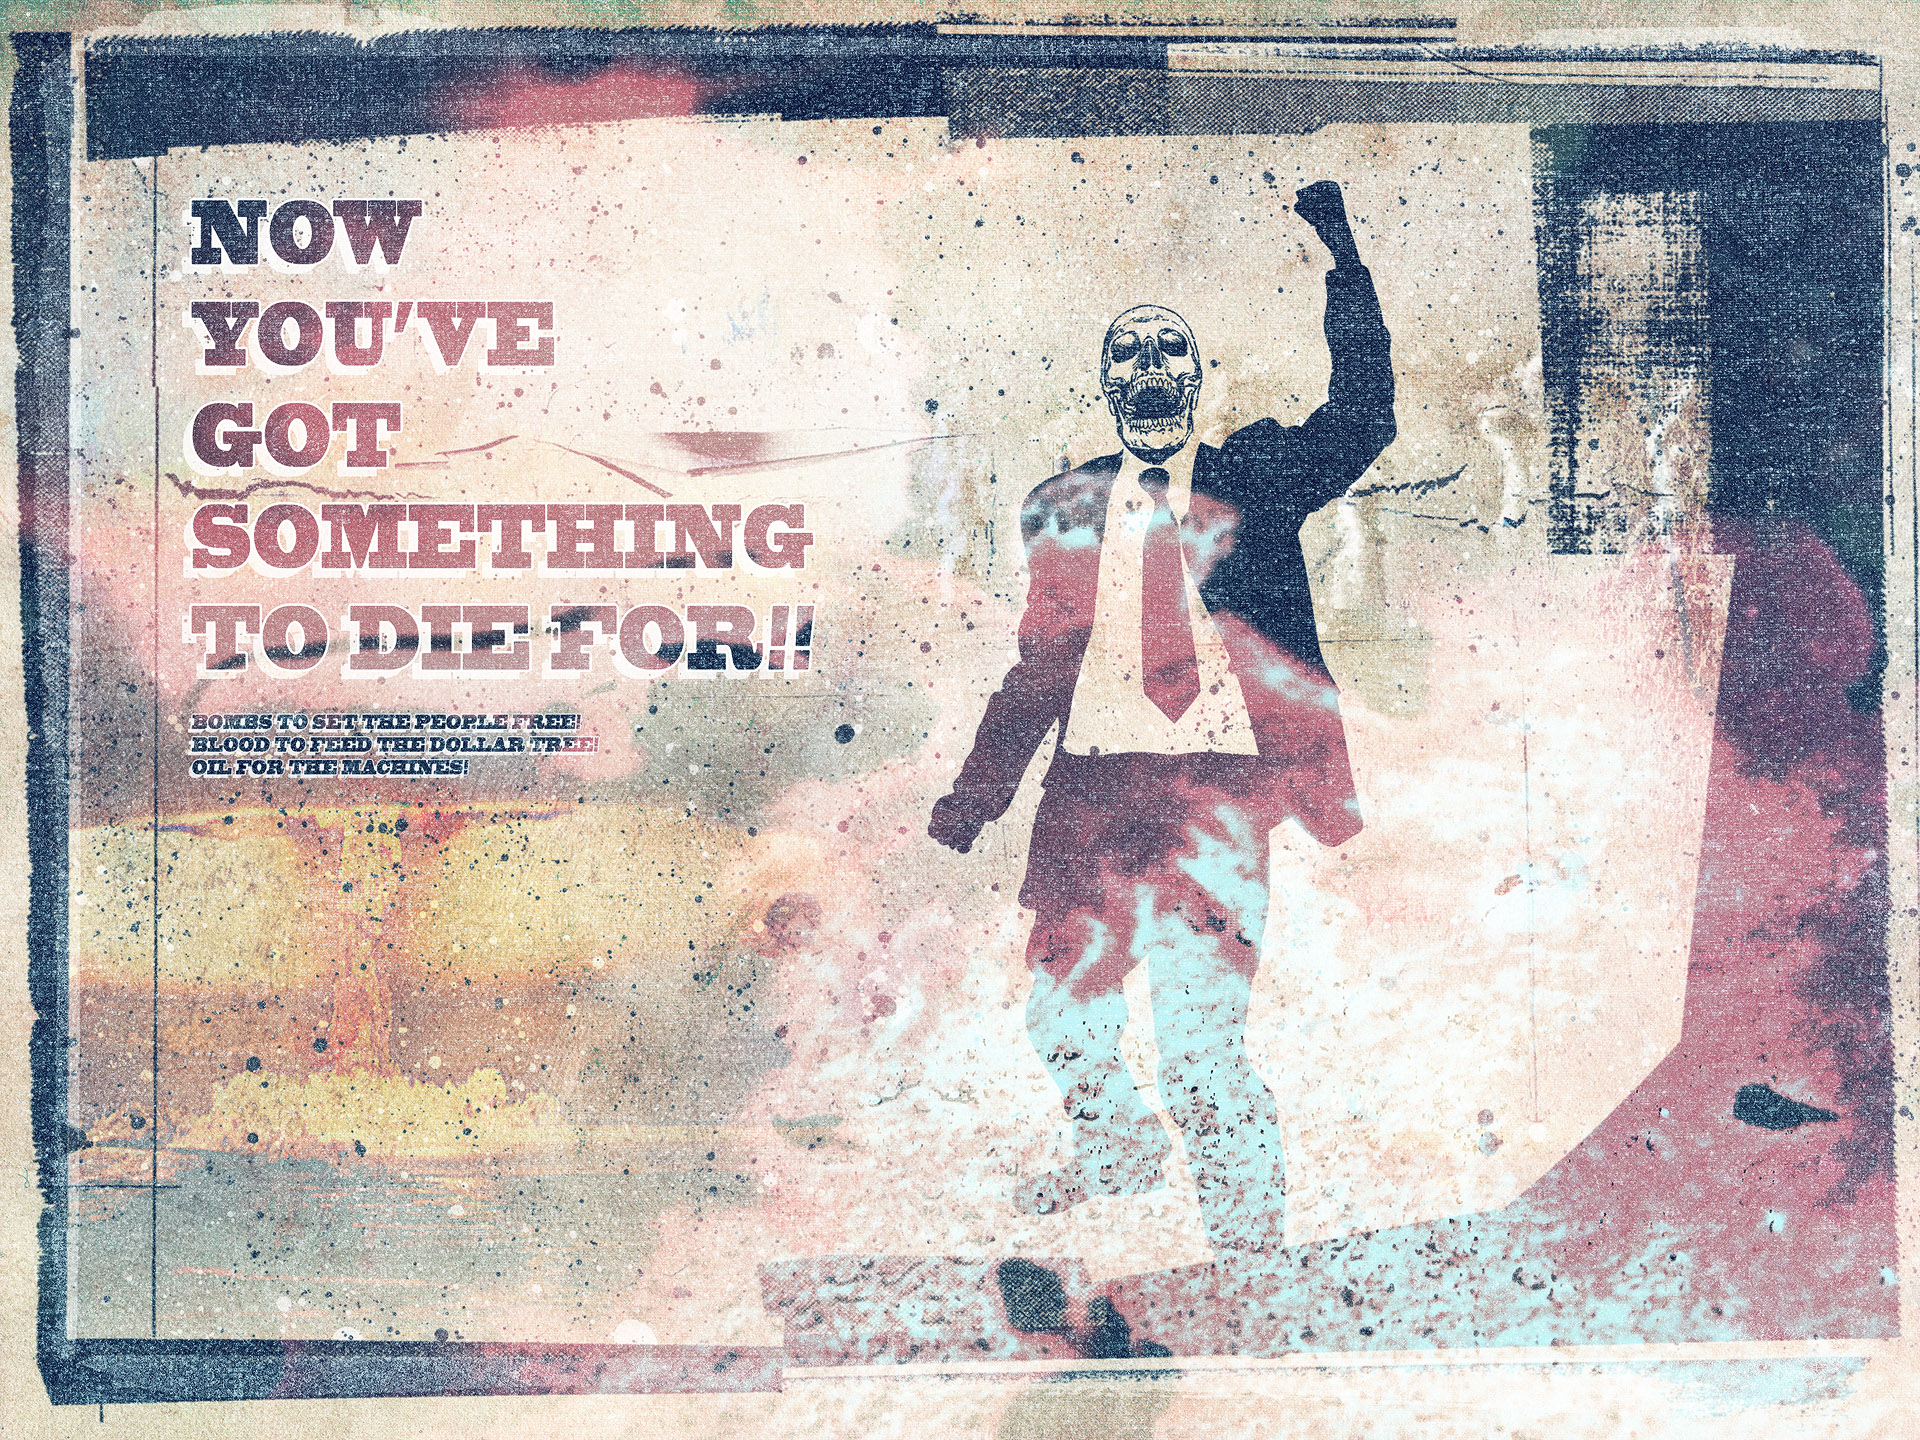 NOW
YOU'VE
GOT
SOMETHING
TO DIE FOR!!
BOMBS TO SET THE PEOPLE FREE!
BLOOD TO FEED THE DOLLAR TREE!
OIL FOR THE MACHINES!